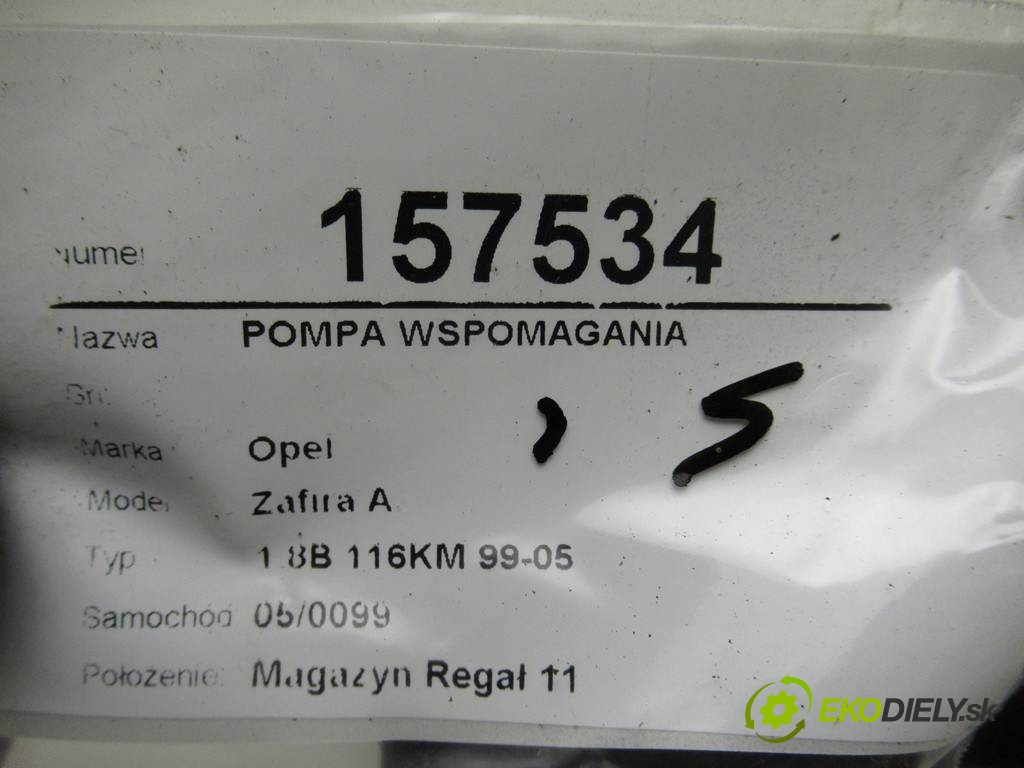 Numer 157534
Nazwa POMPA WSPOMAGANIA
Marka Opel
Model Zafira A
Typ 1.8B 116KM 99-05
Samochód 05/0099
Położenie: Magazyn Regał 11
EKODIELY.sk